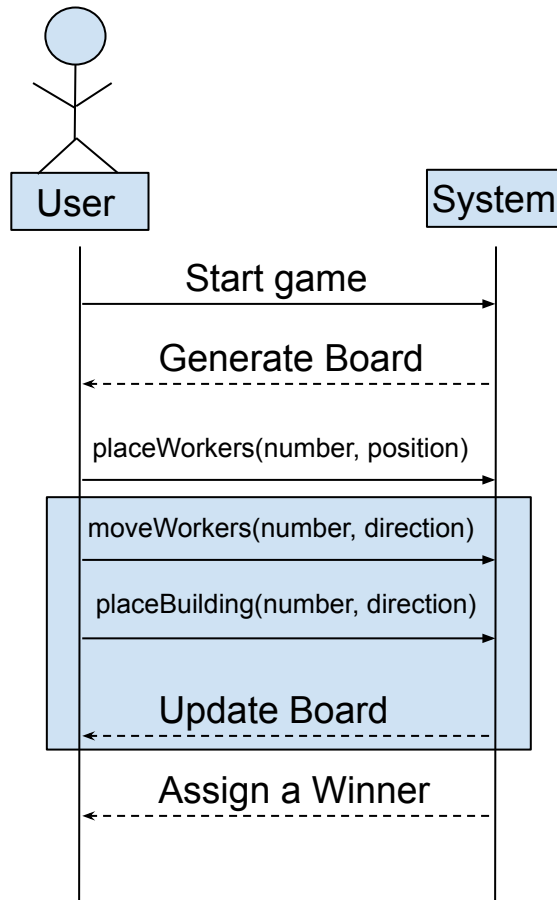 User
System
Start game
Generate Board
placeWorkers(number, position)
moveWorkers(number, direction)
placeBuilding(number, direction)
Update Board
Assign a Winner